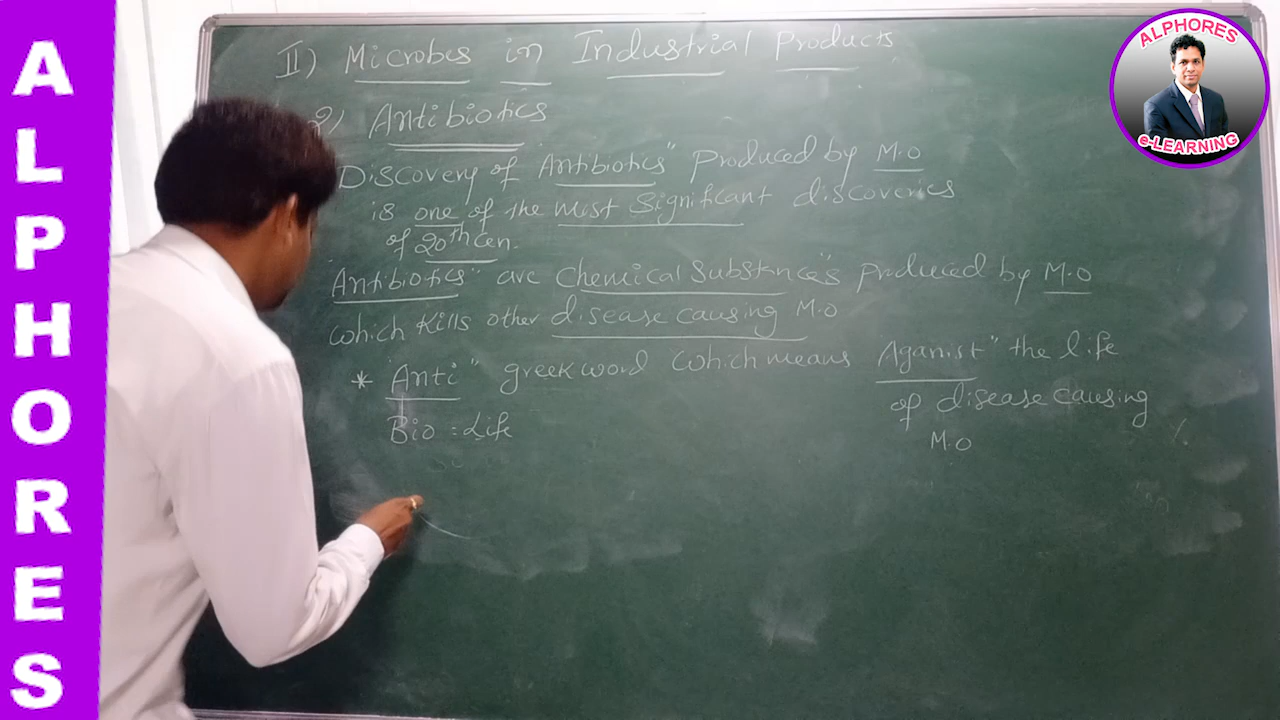 ALPHORES
II) Microbes in Industrial Products
2) Antibiotics
Discovery of "Antibiotics" produced by M.O
is one of the most significant discoveries
of 20th cen.
"Antibiotics" are chemical substances produced by M.O
which kills other disease causing M.O
* "Anti" greek word which means Aganist" the life
of disease causing
M.O
Bio = Life
ALPHORES
e-LEARNING